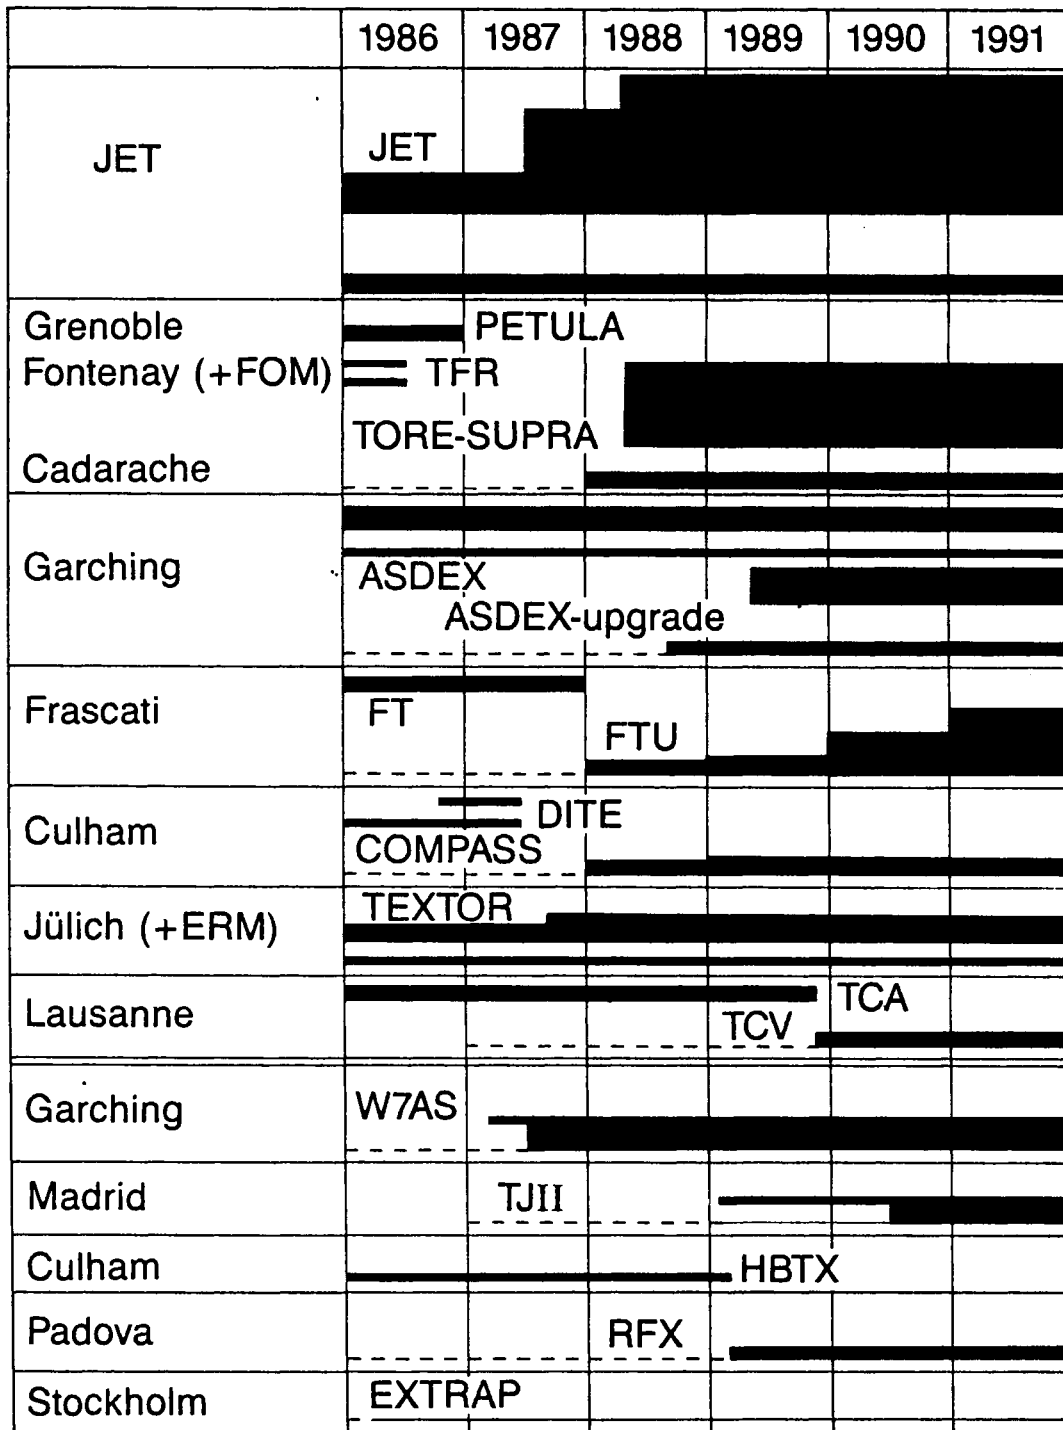 1986 1987 1988 1989 1990 1991
JET JET
Grenoble PETULA
Fontenay (+FOM) TFR
TORE-SUPRA
Cadarache
Garching ASDEX
ASDEX-upgrade
Frascati FT
FTU
Culham DITE
COMPASS
Jülich (+ERM) TEXTOR
Lausanne TCA
TCV
Garching W7AS
Madrid TJII
Culham HBTX
Padova RFX
Stockholm EXTRAP